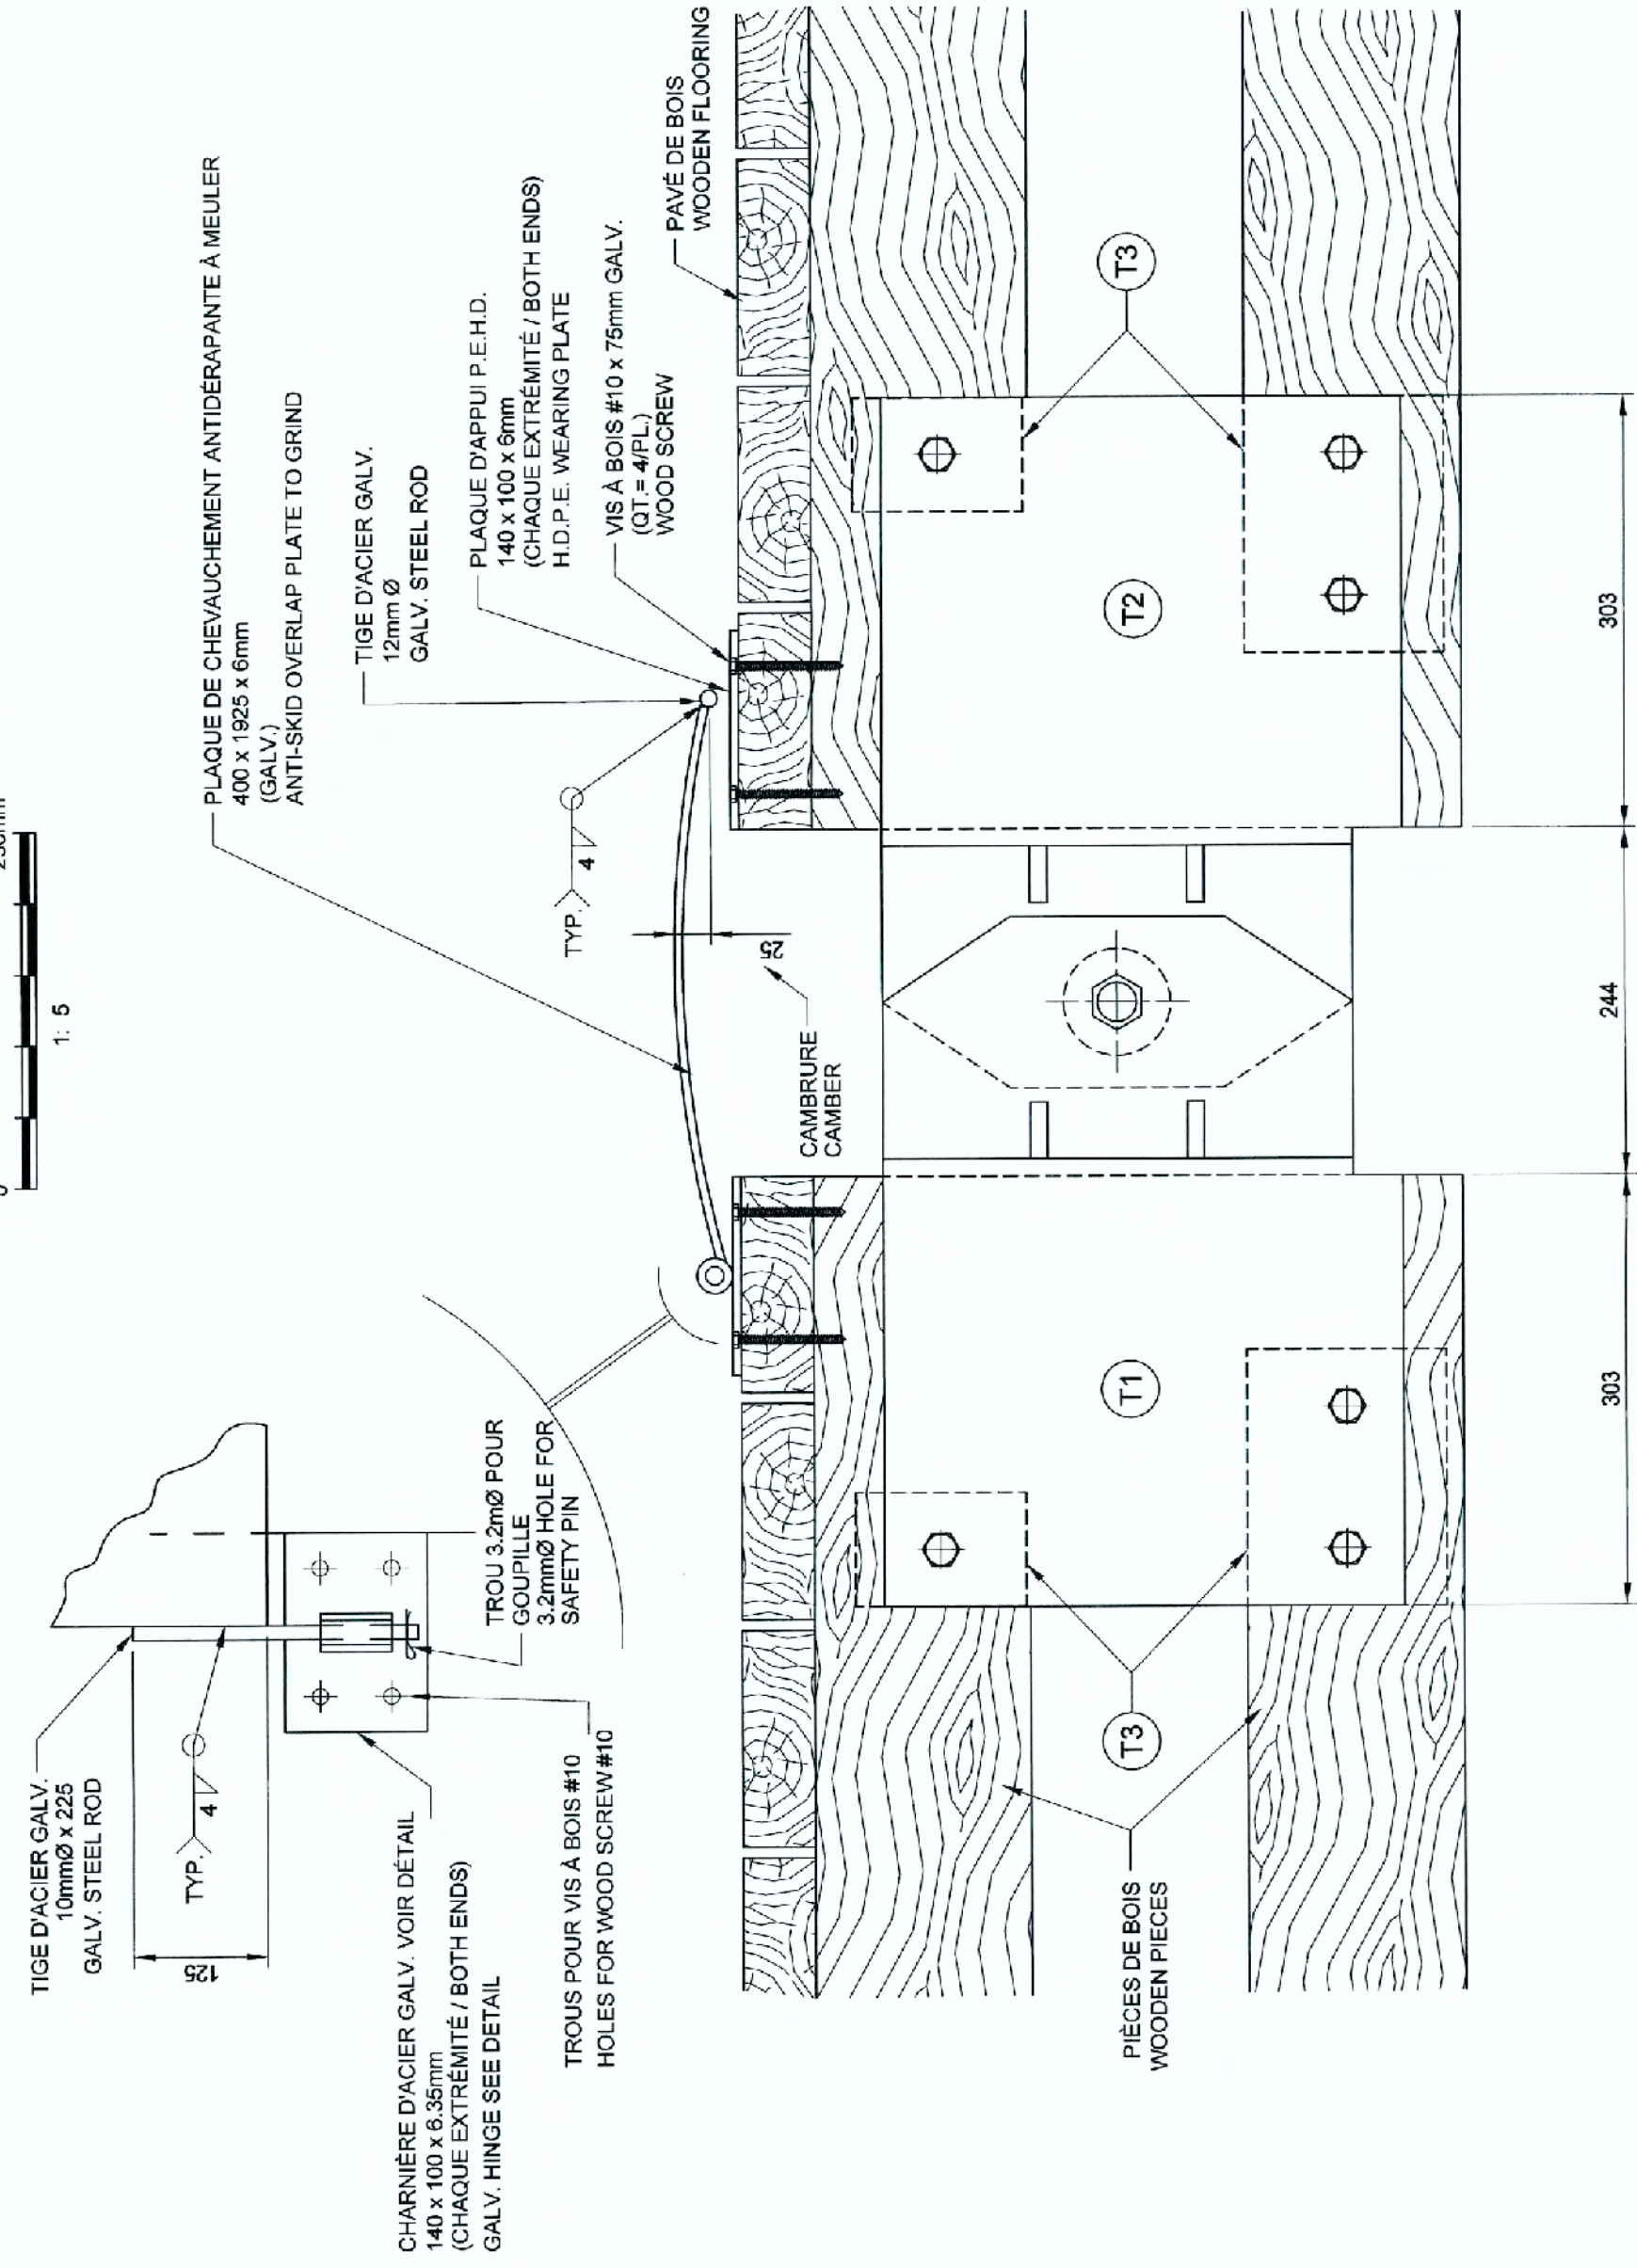 0
250mm
1: 5
TIGE D'ACIER GALV.
10mmØ x 225
GALV. STEEL ROD
125
TYP.
4
CHARNIÈRE D'ACIER GALV. VOIR DÉTAIL
140 x 100 x 6.35mm
(CHAQUE EXTRÉMITÉ / BOTH ENDS)
GALV. HINGE SEE DETAIL
TROUS POUR VIS À BOIS #10
HOLES FOR WOOD SCREW #10
TROU 3.2mØ POUR
GOUPILLE
3.2mmØ HOLE FOR
SAFETY PIN
PLAQUE DE CHEVAUCHEMENT ANTIDÉRAPANTE À MEULER
400 x 1925 x 6mm
(GALV.)
ANTI-SKID OVERLAP PLATE TO GRIND
TIGE D'ACIER GALV.
12mm Ø
GALV. STEEL ROD
TYP.
4
PLAQUE D'APPUI P.E.H.D.
140 x 100 x 6mm
(CHAQUE EXTRÉMITÉ / BOTH ENDS)
H.D.P.E. WEARING PLATE
VIS À BOIS #10 x 75mm GALV.
(QT.= 4/PL.)
WOOD SCREW
PAVÉ DE BOIS
WOODEN FLOORING
25
CAMBRURE
CAMBER
T1
T2
T3
T3
PIÈCES DE BOIS
WOODEN PIECES
303
244
303